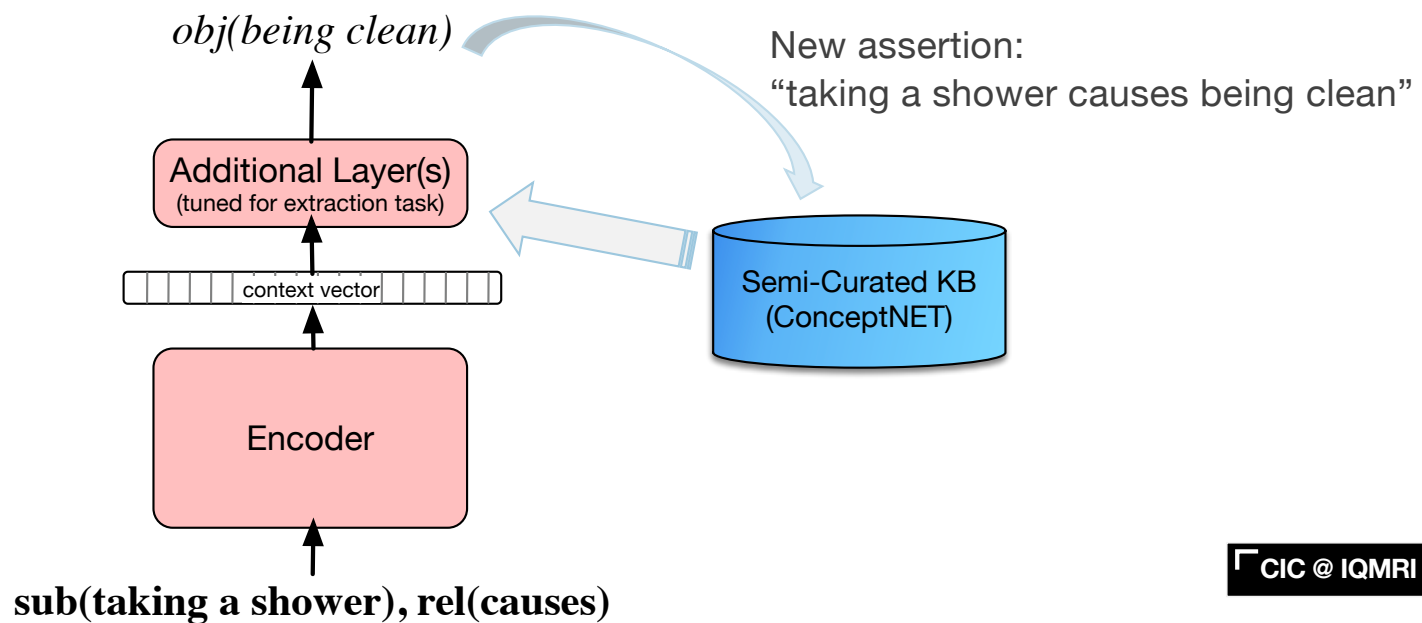 obj(being clean)
New assertion:
“taking a shower causes being clean”
Additional Layer(s)
(tuned for extraction task)
context vector
Semi-Curated KB
(ConceptNET)
Encoder
CIC @ IQMRI
sub(taking a shower), rel(causes)